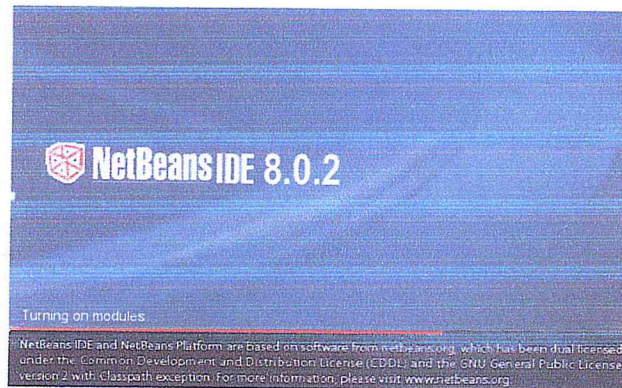 NetBeans IDE 8.0.2
Turning on modules
NetBeans IDE and NetBeans Platform are based on software from netbeans.org, which has been dual licensed
under the Common Development and Distribution License (CDDL) and the GNU General Public License
version 2 with Classpath exception. For more information, please visit www.netbeans.org.